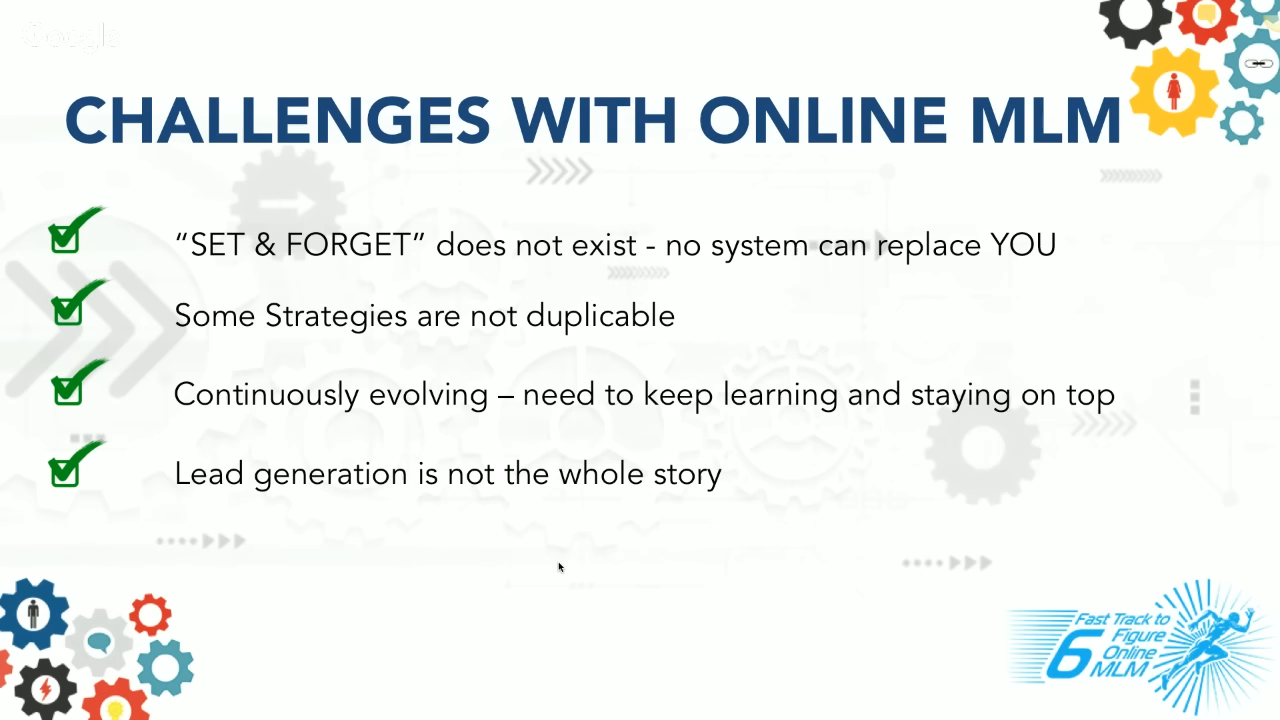 Google
CHALLENGES WITH ONLINE MLM
“SET & FORGET” does not exist - no system can replace YOU
Some Strategies are not duplicable
Continuously evolving – need to keep learning and staying on top
Lead generation is not the whole story
Fast Track to
6 Figure
Online
MLM